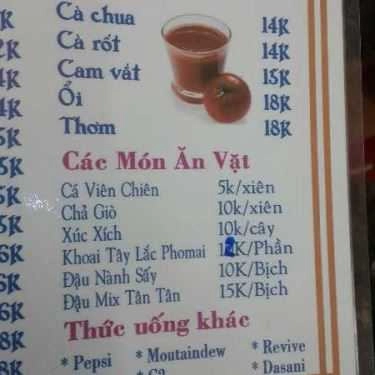 Cà chua 14K
Cà rốt 14K
Cam vắt 15K
Ổi 18K
Thơm 18K
Các Món Ăn Vặt
Cá Viên Chiên 5k/xiên
Chả Giò 10k/xiên
Xúc Xích 10k/cây
Khoai Tây Lắc Phomai /Phần
Đậu Nành Sấy 10K/Bịch
Đậu Mix Tân Tân 15K/Bịch
Thức uống khác
* Pepsi * Moutaindew * Revive
* C2 * Dasani